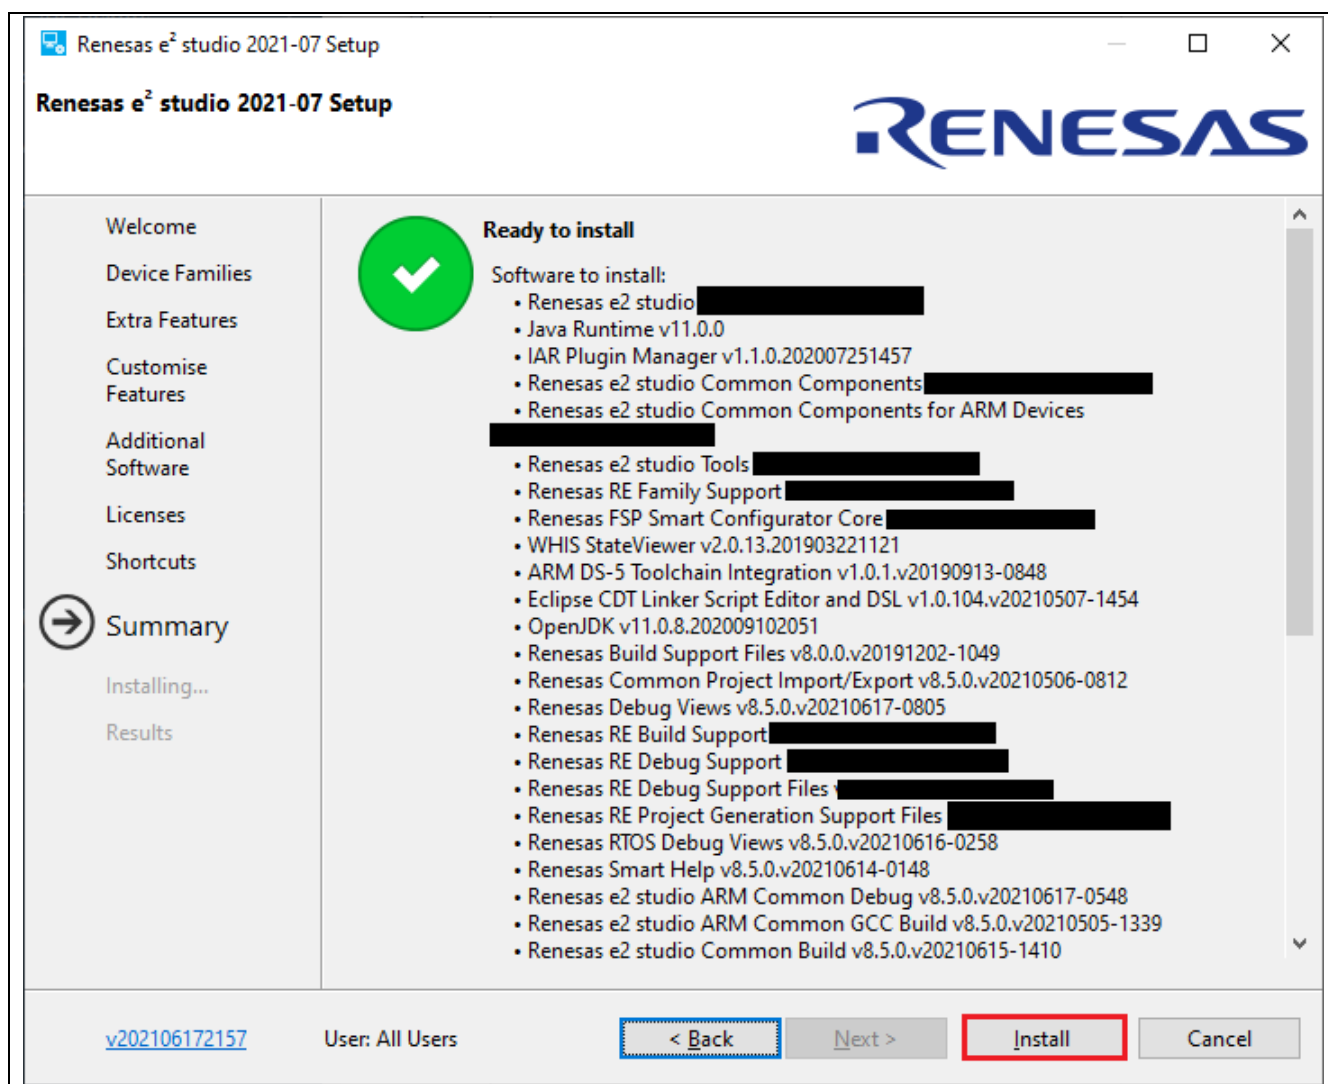 Renesas e² studio 2021-07 Setup
Renesas e² studio 2021-07 Setup
RENESAS
Welcome
Device Families
Extra Features
Customise
Features
Additional
Software
Licenses
Shortcuts
Summary
Installing...
Results
Ready to install
Software to install:
• Renesas e2 studio
• Java Runtime v11.0.0
• IAR Plugin Manager v1.1.0.202007251457
• Renesas e2 studio Common Components
• Renesas e2 studio Common Components for ARM Devices
• Renesas e2 studio Tools
• Renesas RE Family Support
• Renesas FSP Smart Configurator Core
• WHIS StateViewer v2.0.13.201903221121
• ARM DS-5 Toolchain Integration v1.0.1.v20190913-0848
• Eclipse CDT Linker Script Editor and DSL v1.0.104.v20210507-1454
• OpenJDK v11.0.8.202009102051
• Renesas Build Support Files v8.0.0.v20191202-1049
• Renesas Common Project Import/Export v8.5.0.v20210506-0812
• Renesas Debug Views v8.5.0.v20210617-0805
• Renesas RE Build Support
• Renesas RE Debug Support
• Renesas RE Debug Support Files
• Renesas RE Project Generation Support Files
• Renesas RTOS Debug Views v8.5.0.v20210616-0258
• Renesas Smart Help v8.5.0.v20210614-0148
• Renesas e2 studio ARM Common Debug v8.5.0.v20210617-0548
• Renesas e2 studio ARM Common GCC Build v8.5.0.v20210505-1339
• Renesas e2 studio Common Build v8.5.0.v20210615-1410
v202106172157
User: All Users
< Back
Next >
Install
Cancel